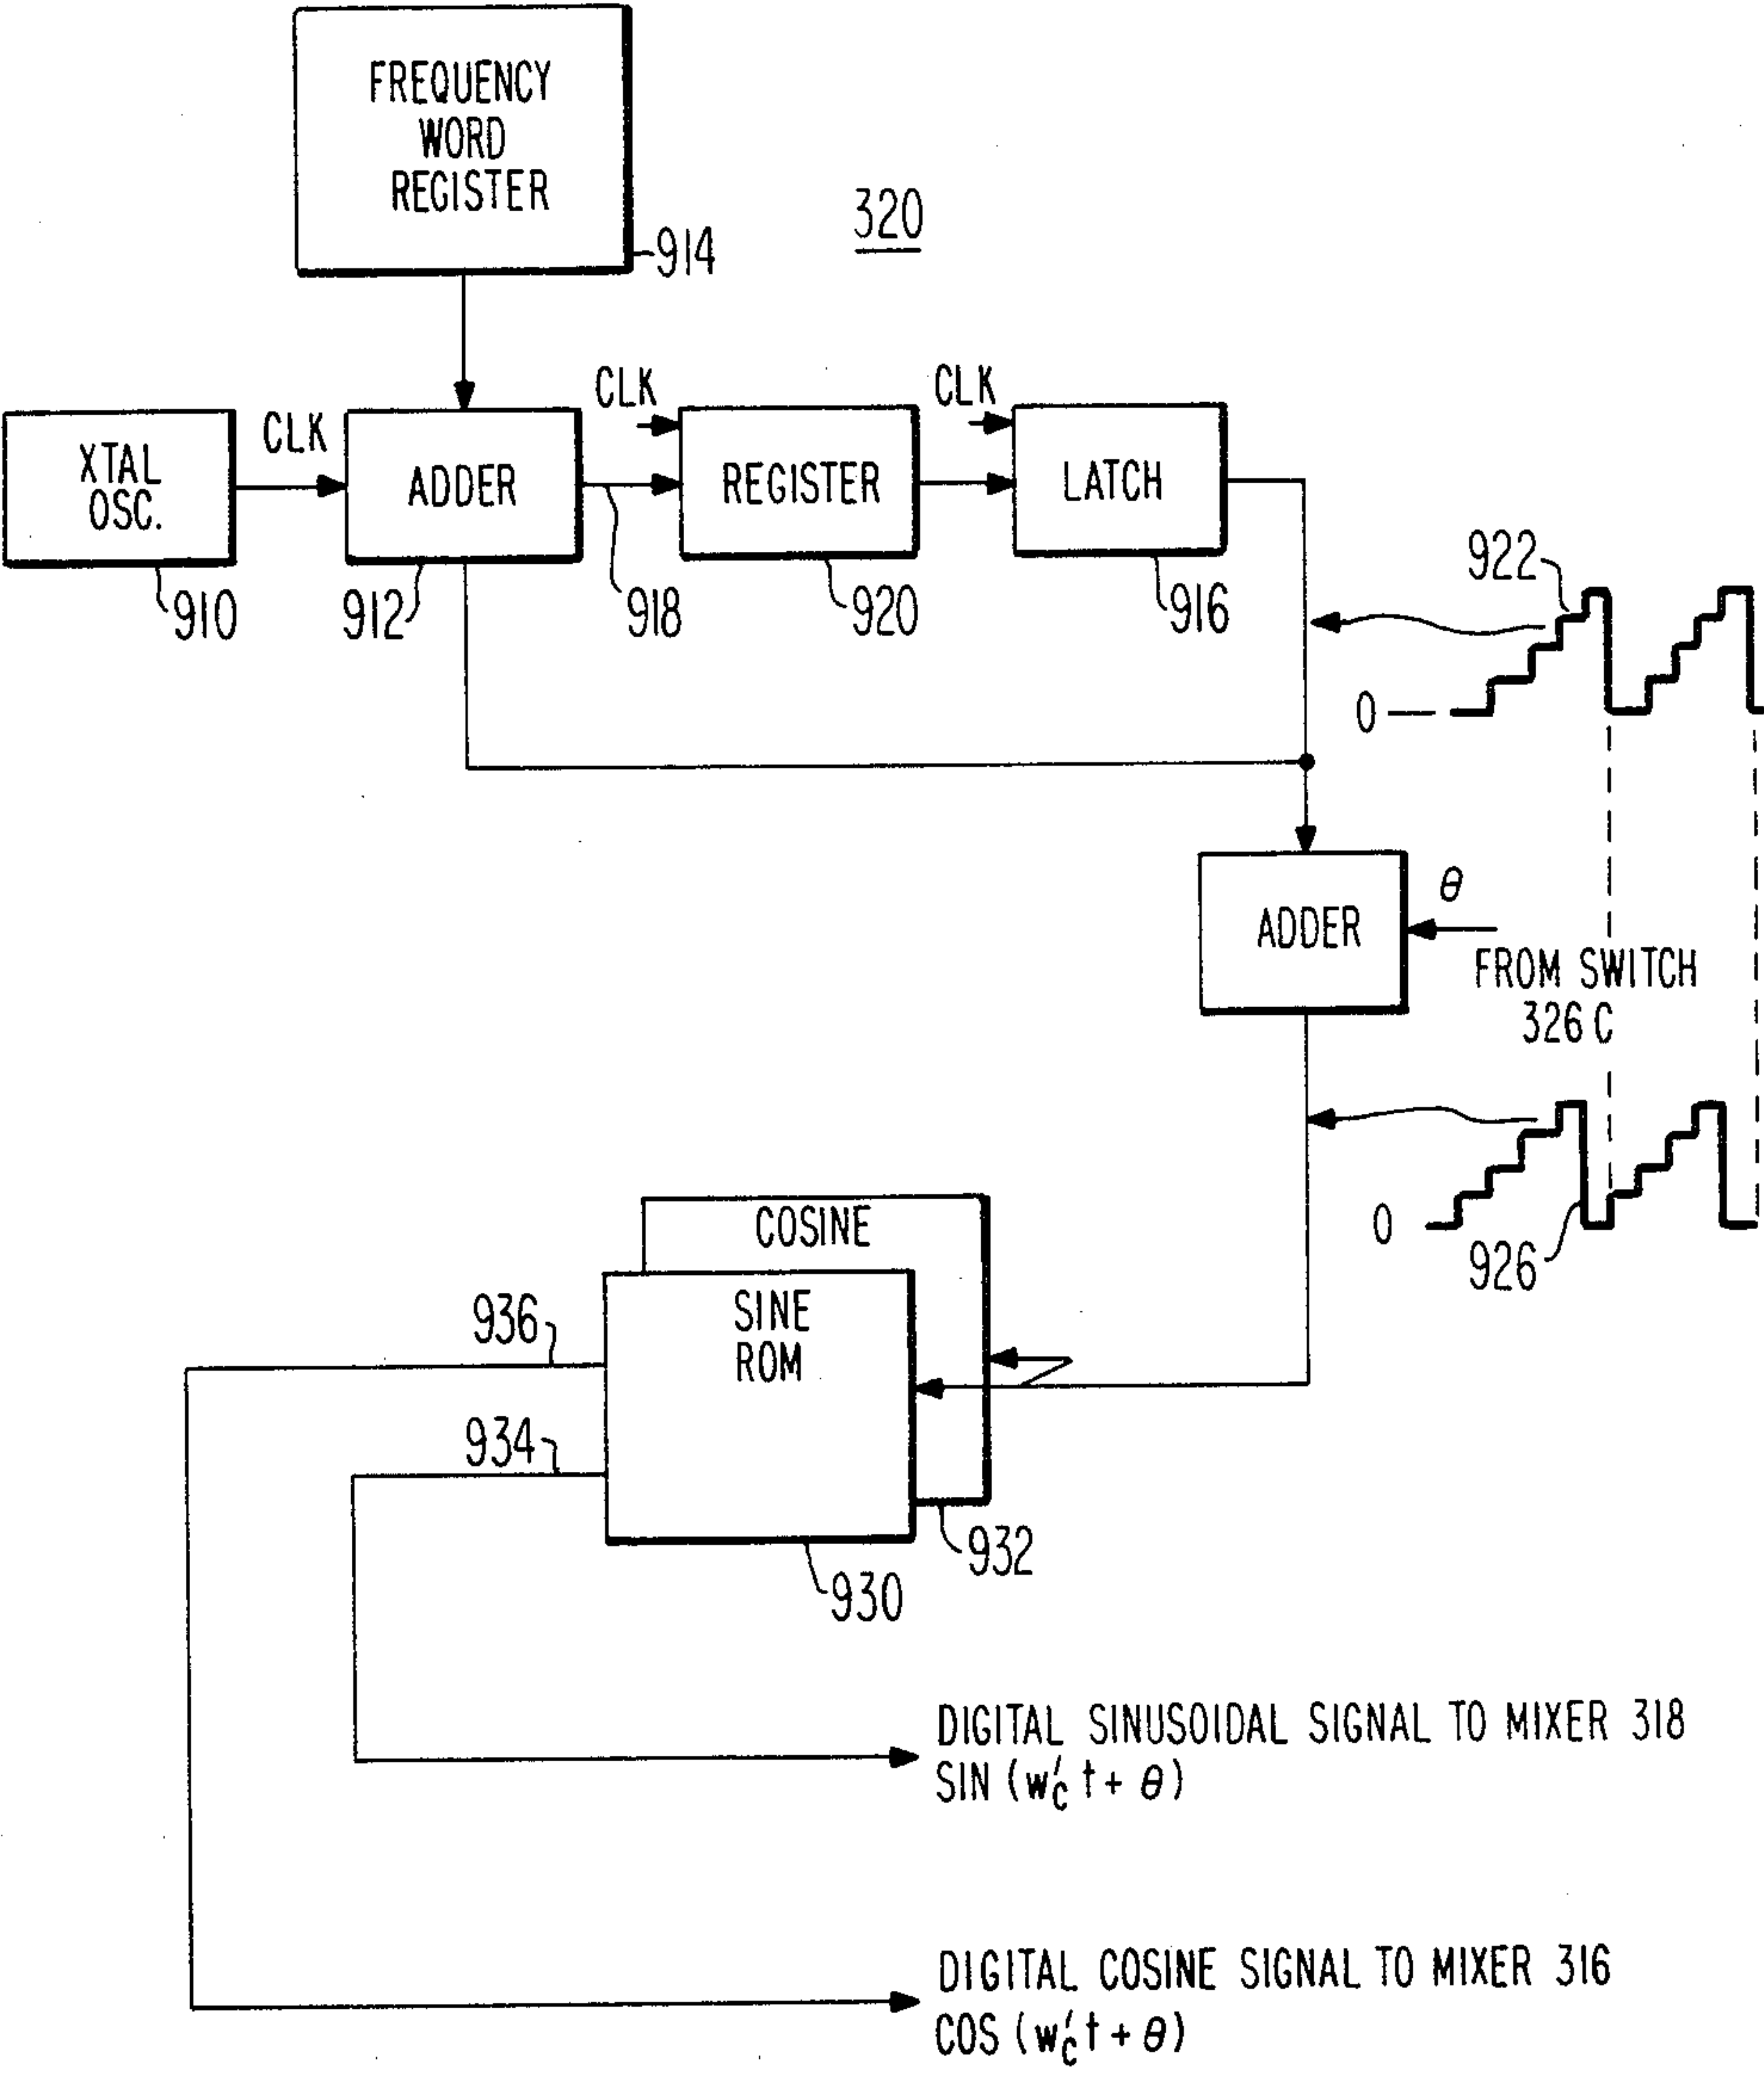 FREQUENCY
WORD
REGISTER
914
320
XTAL
OSC.
910
CLK
ADDER
912
918
CLK
REGISTER
920
CLK
LATCH
916
922
0
ADDER
θ
FROM SWITCH
326 C
0
926
COSINE
SINE
ROM
936
934
932
930
DIGITAL SINUSOIDAL SIGNAL TO MIXER 318
SIN (w'c t + θ)
DIGITAL COSINE SIGNAL TO MIXER 316
COS (w'c t + θ)